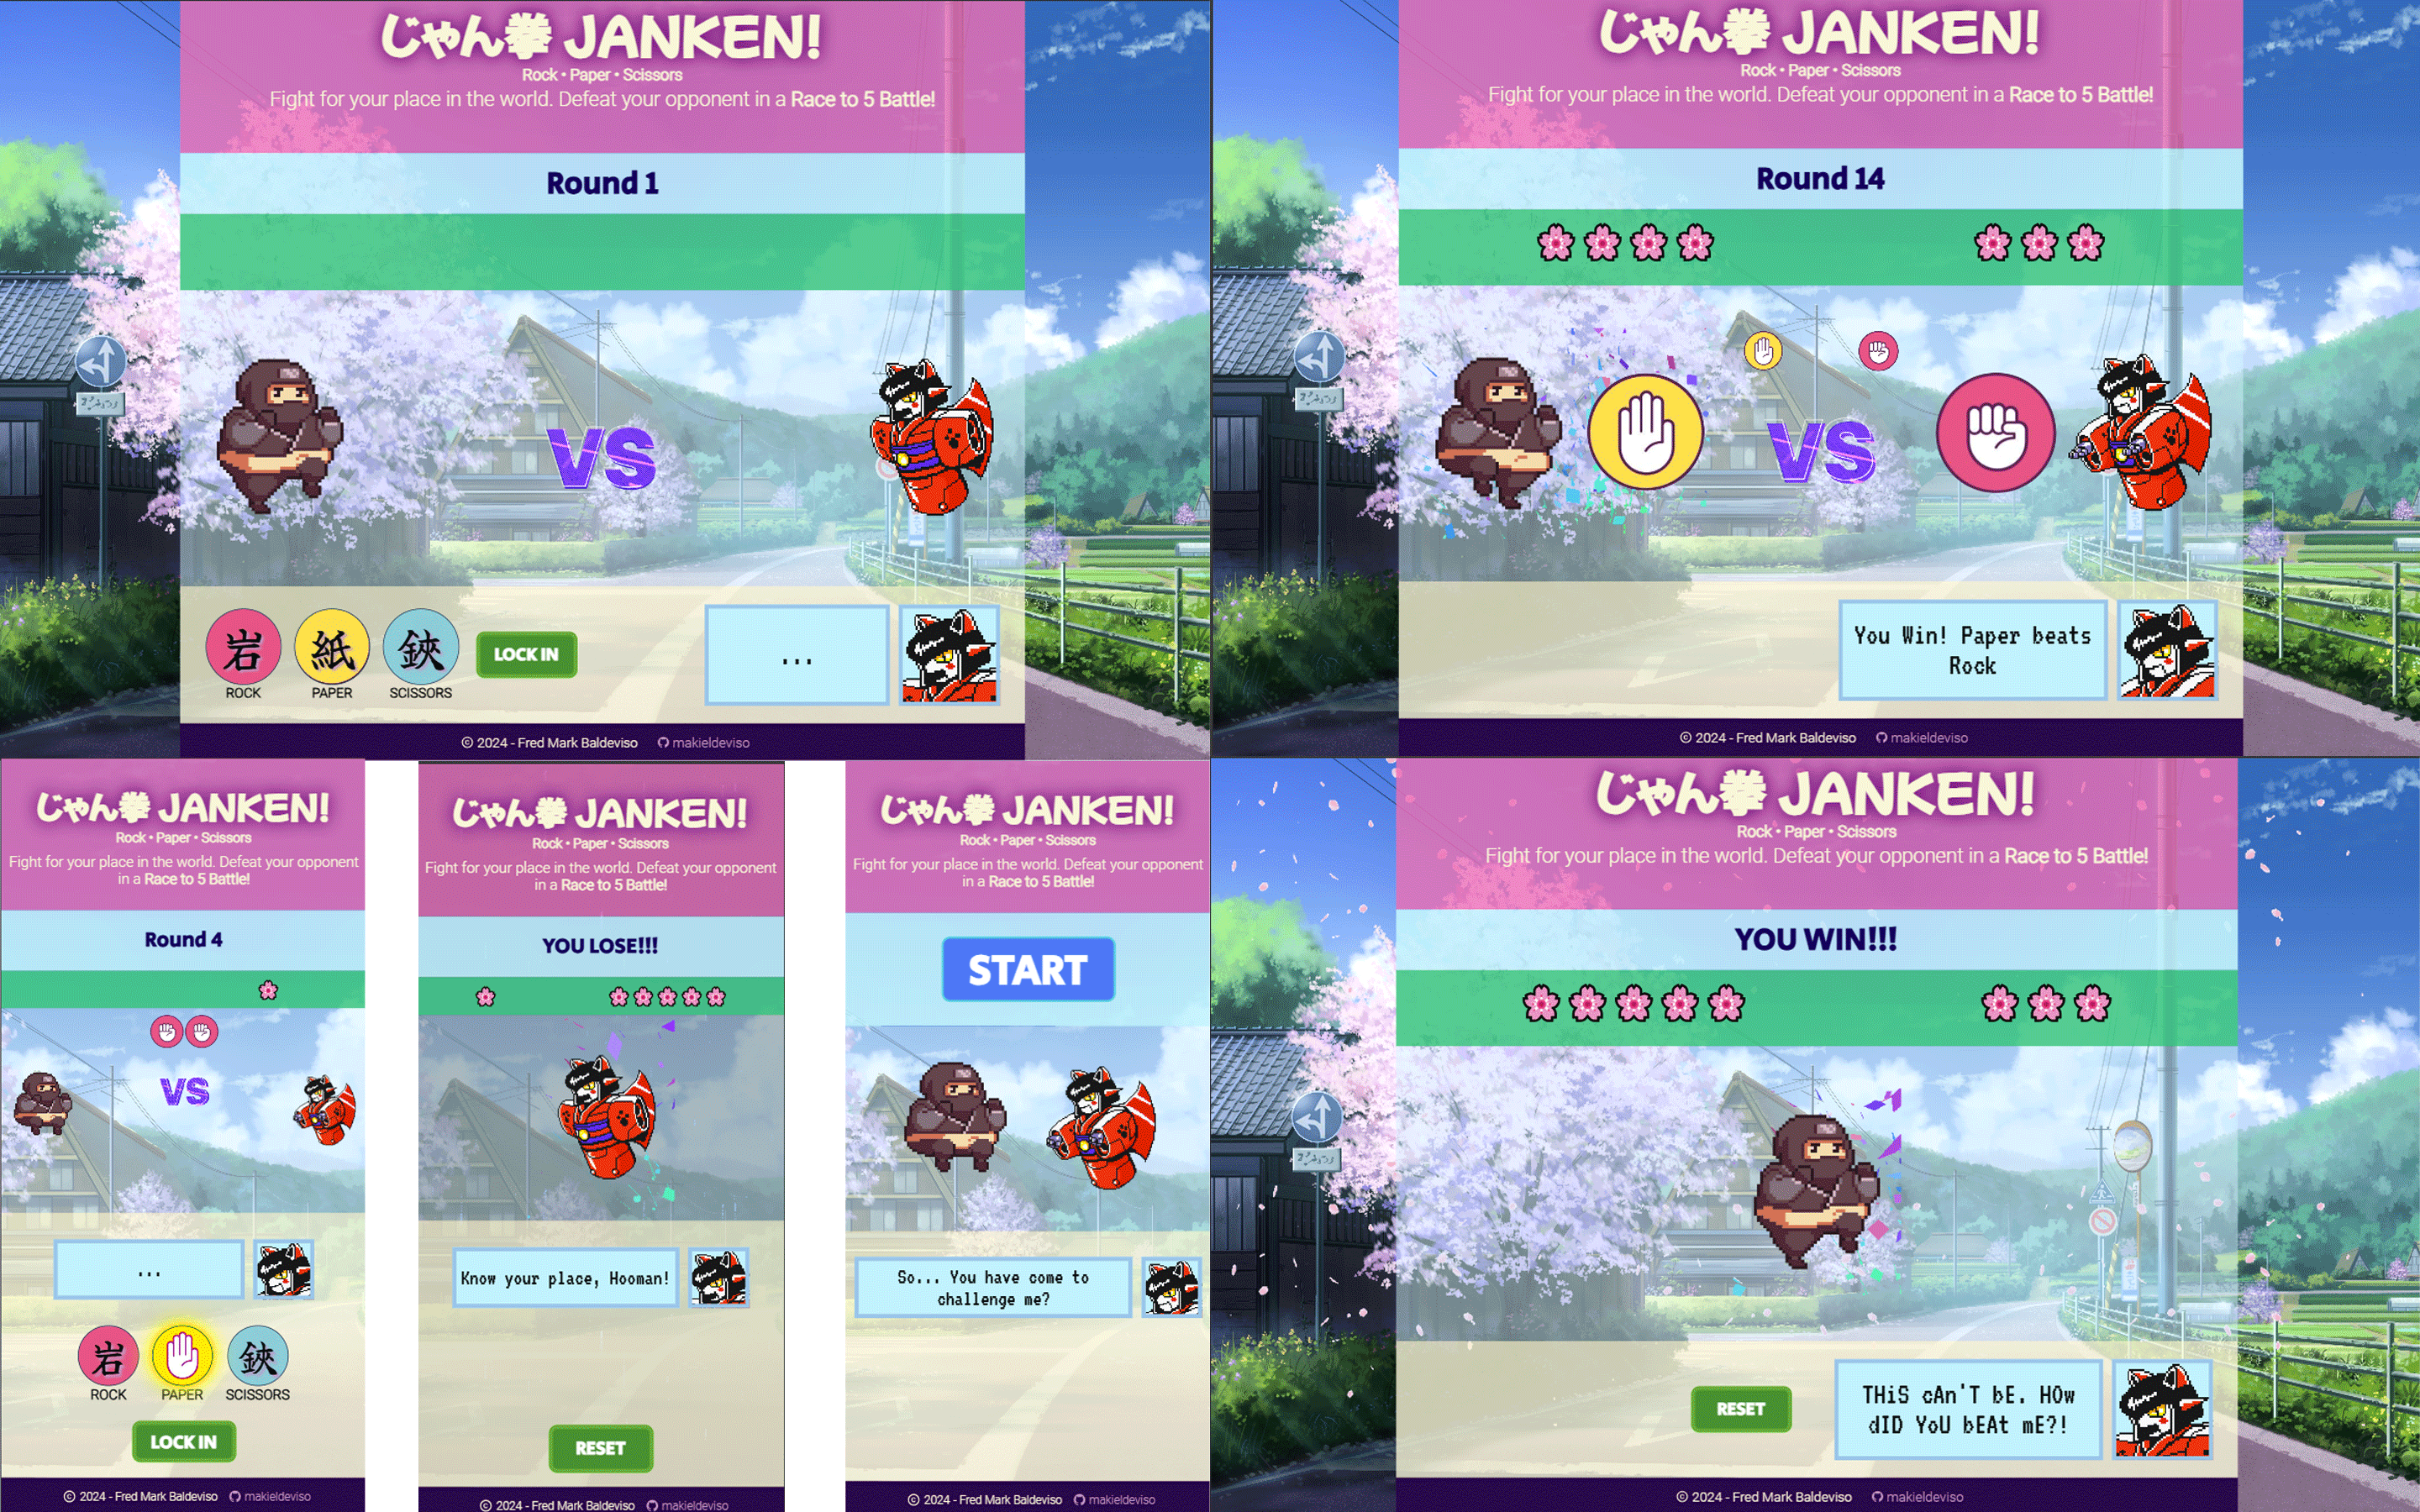 じゃん拳 JANKEN!
Rock • Paper • Scissors
Fight for your place in the world. Defeat your opponent in a Race to 5 Battle!
Round 1
VS
岩 紙 鋏
ROCK PAPER SCISSORS
LOCK IN
...
© 2024 - Fred Mark Baldeviso makieldeviso
じゃん拳 JANKEN!
Rock • Paper • Scissors
Fight for your place in the world. Defeat your opponent in a Race to 5 Battle!
Round 14
VS
You Win! Paper beats
Rock
© 2024 - Fred Mark Baldeviso makieldeviso
じゃん拳 JANKEN!
Rock • Paper • Scissors
Fight for your place in the world. Defeat your opponent
in a Race to 5 Battle!
Round 4
VS
...
岩 鋏
ROCK PAPER SCISSORS
LOCK IN
© 2024 - Fred Mark Baldeviso makieldeviso
じゃん拳 JANKEN!
Rock • Paper • Scissors
Fight for your place in the world. Defeat your opponent
in a Race to 5 Battle!
YOU LOSE!!!
Know your place, Hooman!
RESET
© 2024 - Fred Mark Baldeviso makieldeviso
じゃん拳 JANKEN!
Rock • Paper • Scissors
Fight for your place in the world. Defeat your opponent
in a Race to 5 Battle!
START
So... You have come to
challenge me?
© 2024 - Fred Mark Baldeviso makieldeviso
じゃん拳 JANKEN!
Rock • Paper • Scissors
Fight for your place in the world. Defeat your opponent in a Race to 5 Battle!
YOU WIN!!!
RESET
THiS cAn'T bE. HOw
dID YoU bEAt mE?!
© 2024 - Fred Mark Baldeviso makieldeviso